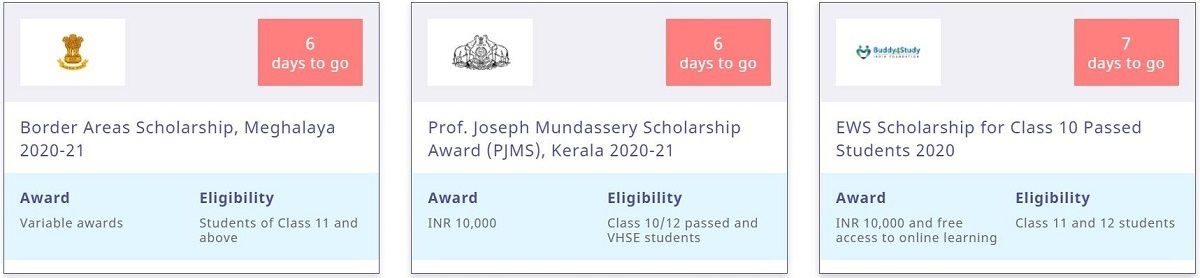 6
days to go
Border Areas Scholarship, Meghalaya
2020-21
Award
Variable awards
Eligibility
Students of Class 11 and
above
6
days to go
Prof. Joseph Mundassery Scholarship
Award (PJMS), Kerala 2020-21
Award
INR 10,000
Eligibility
Class 10/12 passed and
VHSE students
Buddy4Study
INDIA FOUNDATION
7
days to go
EWS Scholarship for Class 10 Passed
Students 2020
Award
INR 10,000 and free
access to online learning
Eligibility
Class 11 and 12 students